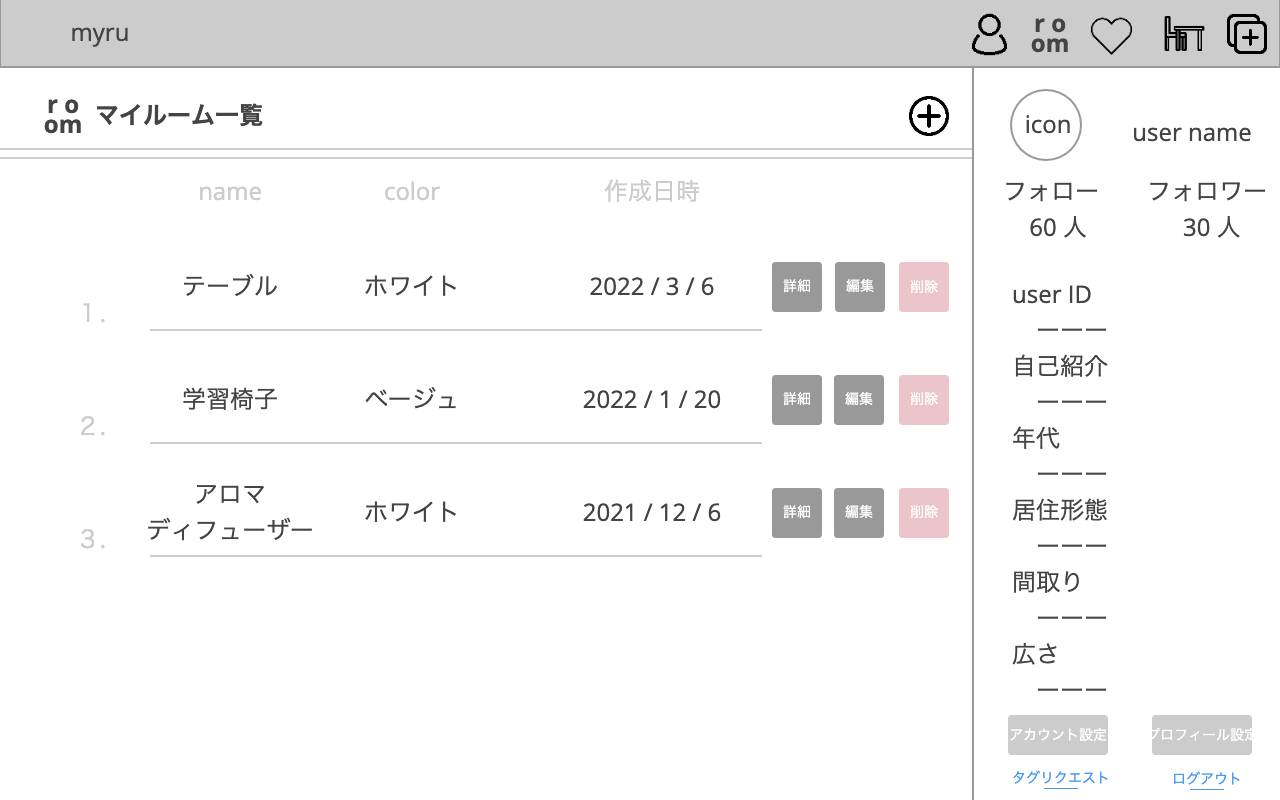 myru
r o
om
r o
om
マイルーム一覧
name color 作成日時
1.
テーブル ホワイト 2022 / 3 / 6 詳細 編集 削除
2.
学習椅子 ベージュ 2022 / 1 / 20 詳細 編集 削除
3.
アロマ
ディフューザー ホワイト 2021 / 12 / 6 詳細 編集 削除
icon
user name
フォロー フォロワー
60 人 30 人
user ID
ーーー
自己紹介
ーーー
年代
ーーー
居住形態
ーーー
間取り
ーーー
広さ
ーーー
アカウント設定 プロフィール設定
タグリクエスト ログアウト